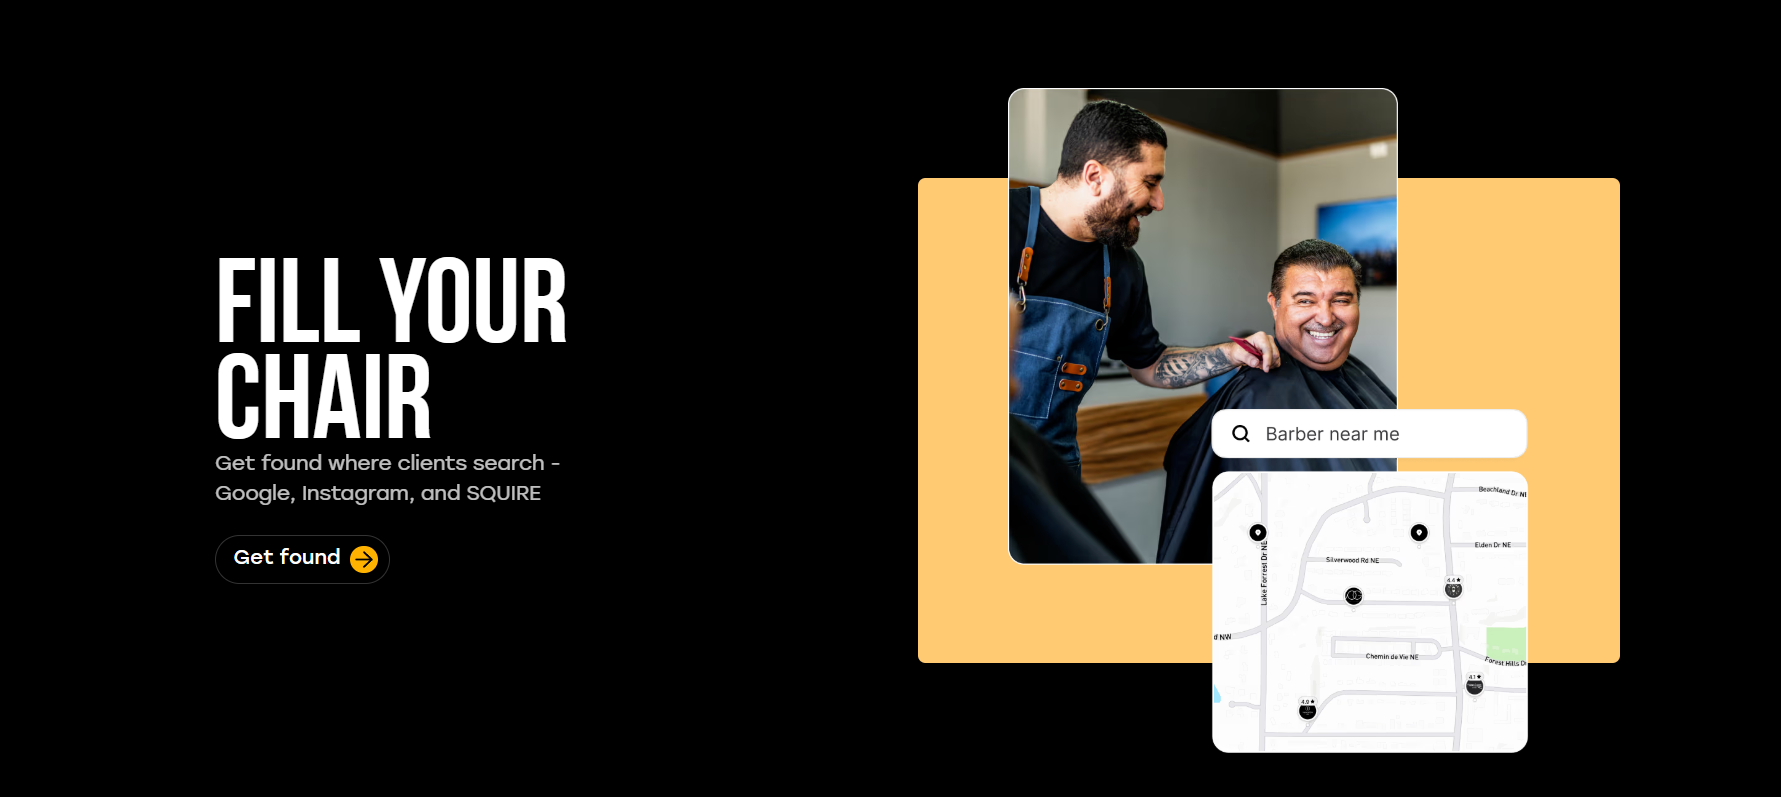 FILL YOUR
CHAIR
Get found where clients search -
Google, Instagram, and SQUIRE
Get found
Barber near me
Beachland Dr NE
Elden Dr NE
Lake Forrest Dr NE
Silverwood Rd NE
4.4 ★
d NW
Chemin de Vie NE
Forest Hills D
4.1 ★
4.9 ★